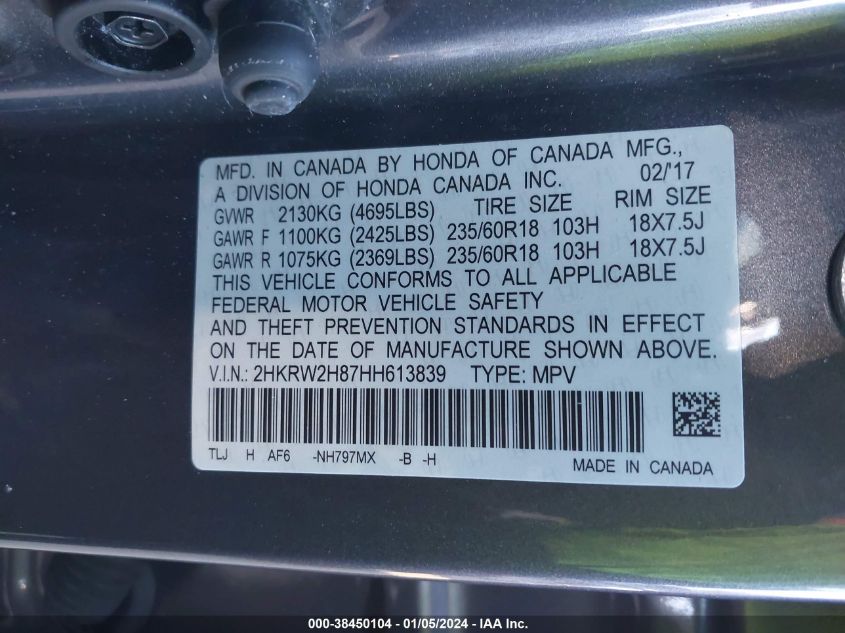 MFD. IN CANADA BY HONDA OF CANADA MFG.,
A DIVISION OF HONDA CANADA INC. 02/'17
GVWR 2130KG (4695LBS) TIRE SIZE RIM SIZE
GAWR F 1100KG (2425LBS) 235/60R18 103H 18X7.5J
GAWR R 1075KG (2369LBS) 235/60R18 103H 18X7.5J
THIS VEHICLE CONFORMS TO ALL APPLICABLE
FEDERAL MOTOR VEHICLE SAFETY
AND THEFT PREVENTION STANDARDS IN EFFECT
ON THE DATE OF MANUFACTURE SHOWN ABOVE.
V.I.N.: 2HKRW2H87HH613839 TYPE: MPV
TLJ H AF6 -NH797MX -B -H
MADE IN CANADA
000-38450104 - 01/05/2024 - IAA Inc.